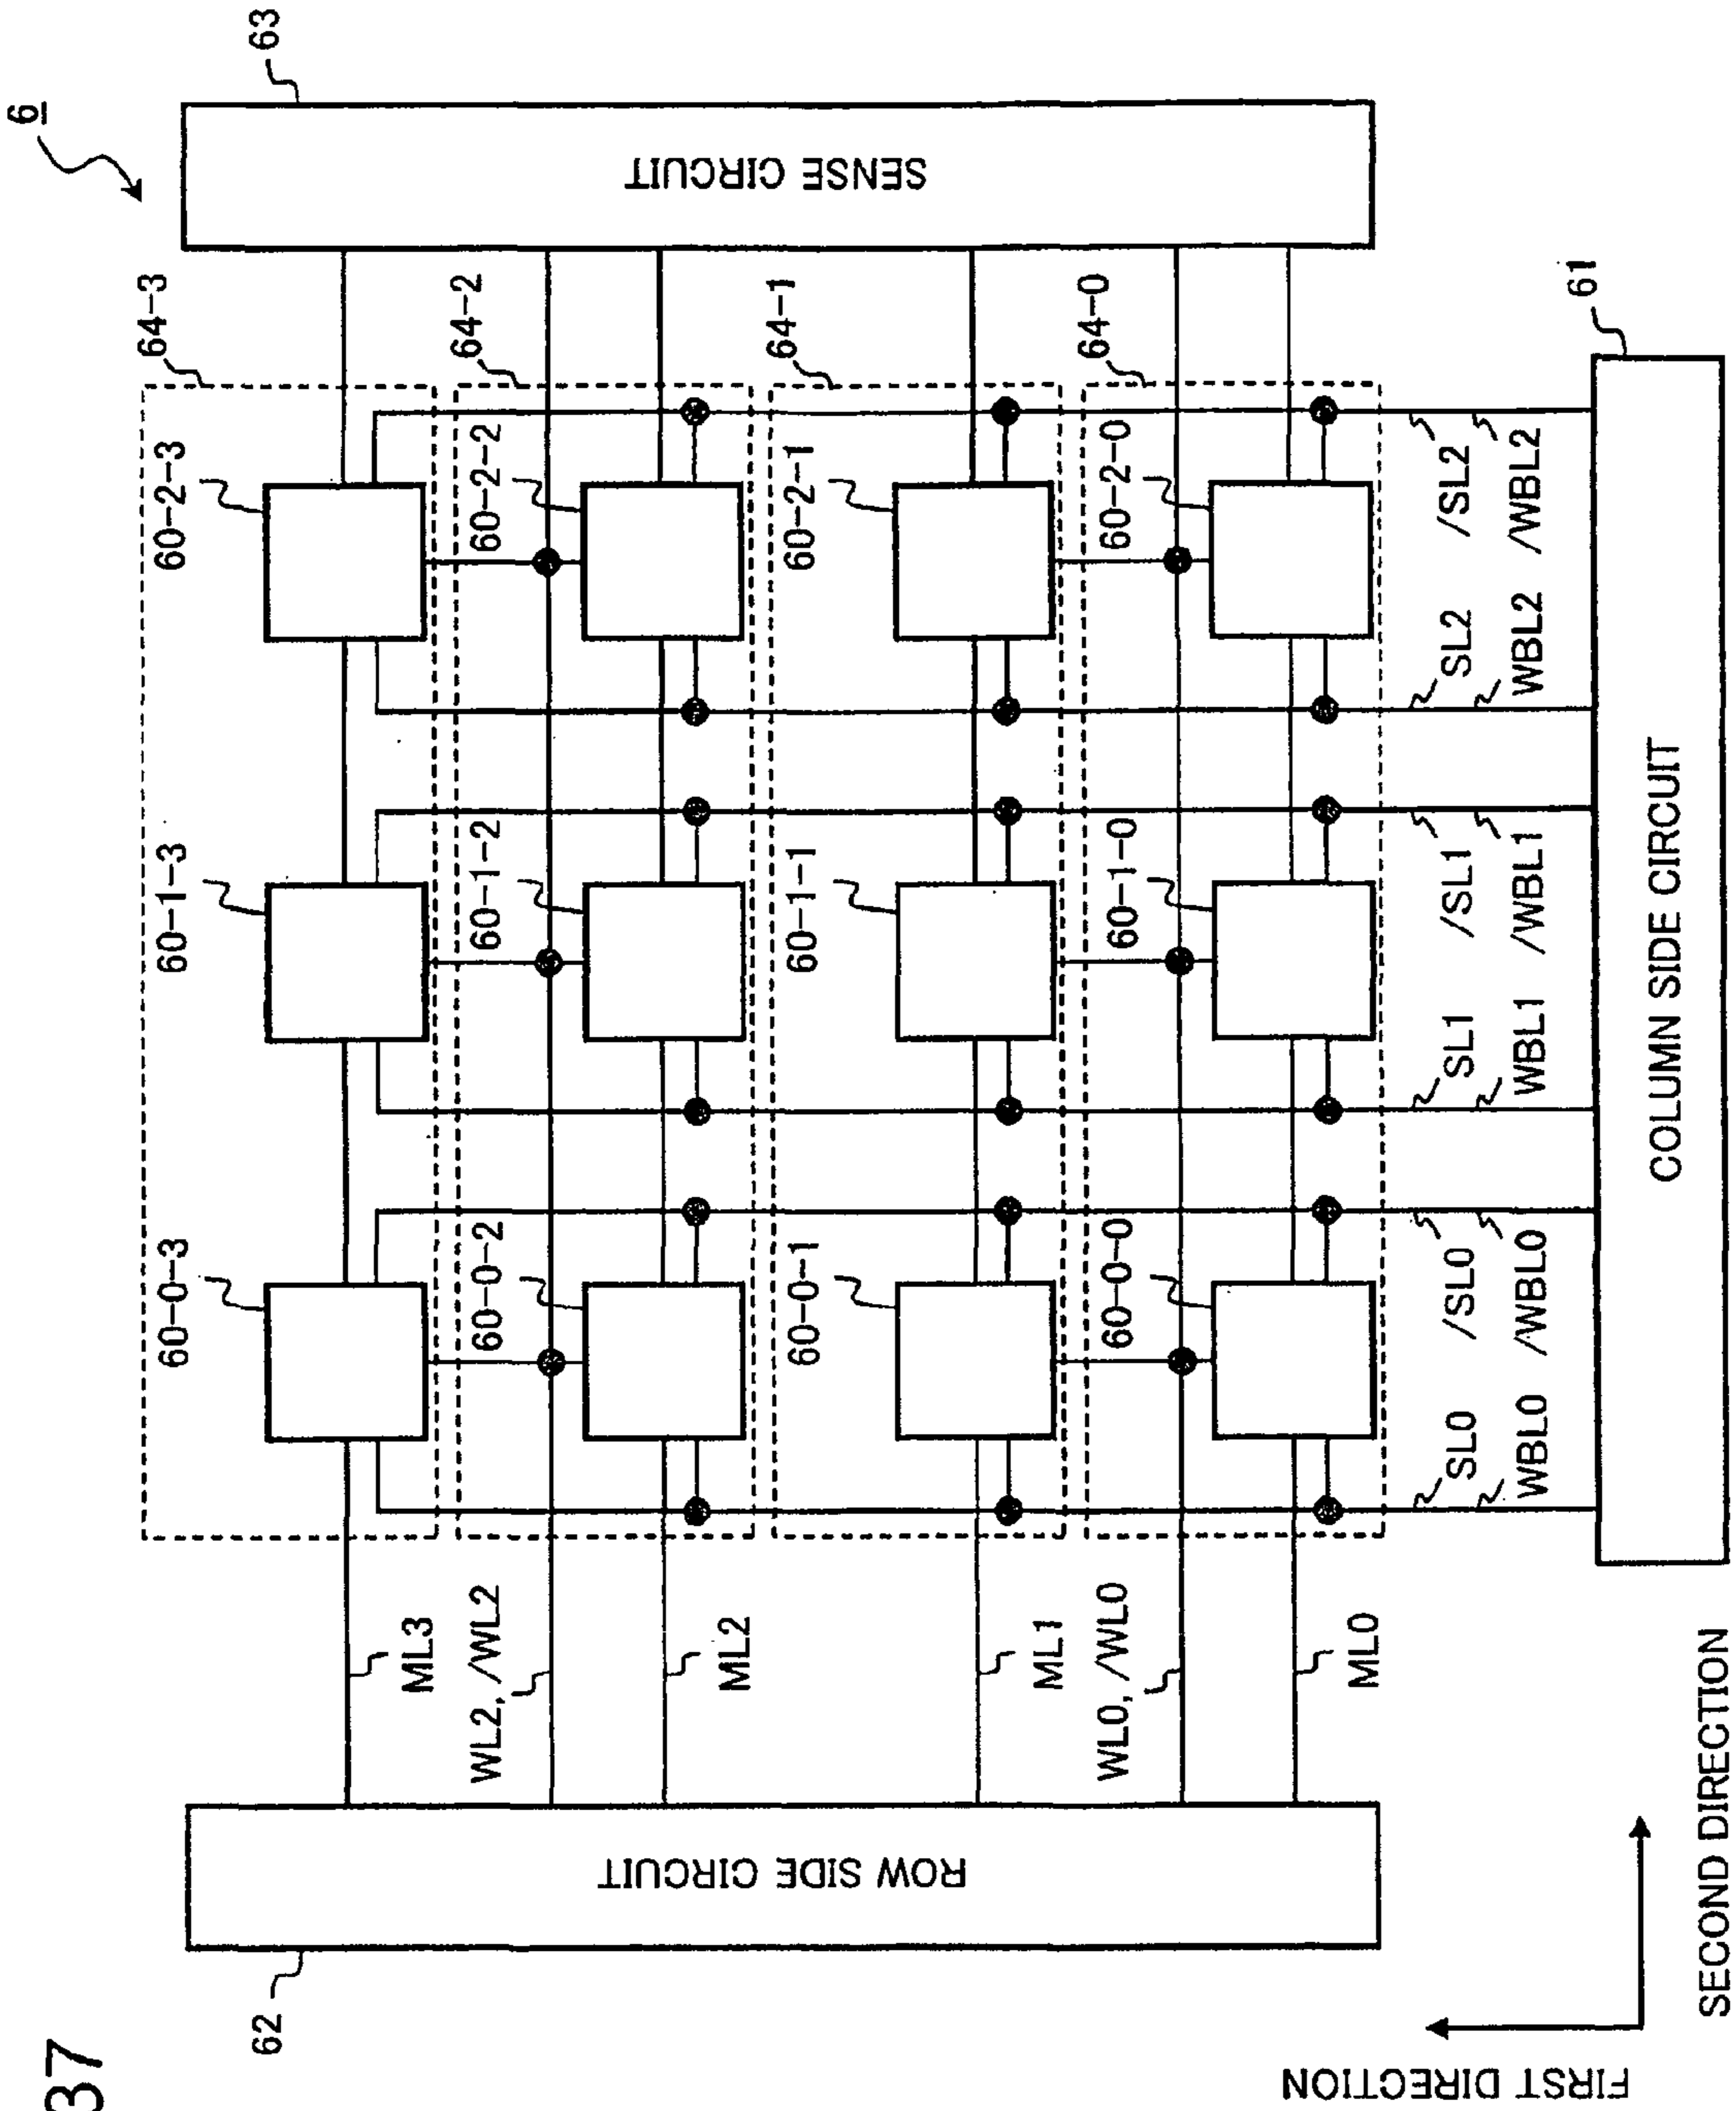 37
6
62
63
ROW SIDE CIRCUIT
SENSE CIRCUIT
60-0-3
60-1-3
60-2-3
64-3
ML3
WL2, /WL2
60-0-2
60-1-2
60-2-2
64-2
ML2
60-0-1
60-1-1
60-2-1
64-1
ML1
WL0, /WL0
60-0-0
60-1-0
60-2-0
64-0
ML0
SL0 /SL0 SL1 /SL1 SL2 /SL2
WBL0 /WBL0 WBL1 /WBL1 WBL2 /WBL2
61
COLUMN SIDE CIRCUIT
FIRST DIRECTION
SECOND DIRECTION